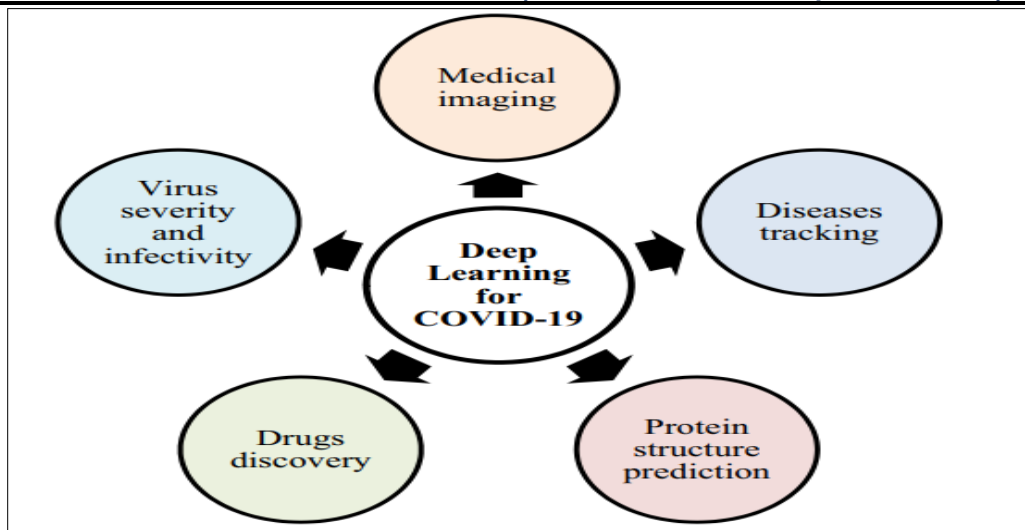 Medical
imaging
Virus
severity
and
infectivity
Diseases
tracking
Deep
Learning
for
COVID-19
Drugs
discovery
Protein
structure
prediction